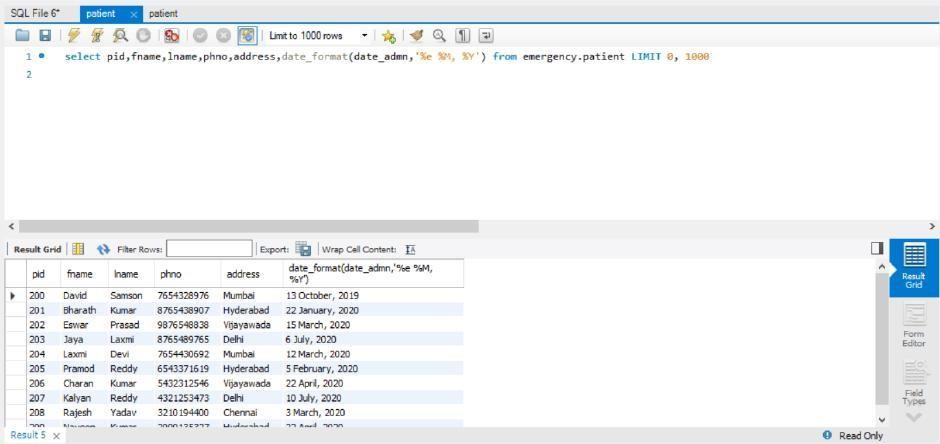 SQL File 6* patient × patient
Limit to 1000 rows
1 select pid,fname,lname,phno,address,date_format(date_admn,'%e %M, %Y') from emergency.patient LIMIT 0, 1000
2
Result Grid Filter Rows: Export: Wrap Cell Content:
pid fname lname phno address date_format(date_admn,'%e %M,
%Y')
200 David Samson 7654328976 Mumbai 13 October, 2019
201 Bharath Kumar 8765438907 Hyderabad 22 January, 2020
202 Eswar Prasad 9876548838 Vijayawada 15 March, 2020
203 Jaya Laxmi 8765489765 Delhi 6 July, 2020
204 Laxmi Devi 7654430692 Mumbai 12 March, 2020
205 Pramod Reddy 6543371619 Hyderabad 5 February, 2020
206 Charan Kumar 5432312546 Vijayawada 22 April, 2020
207 Kalyan Reddy 4321253473 Delhi 10 July, 2020
208 Rajesh Yadav 3210194400 Chennai 3 March, 2020
Result
Grid
Form
Editor
Field
Types
Result 5 ×
Read Only